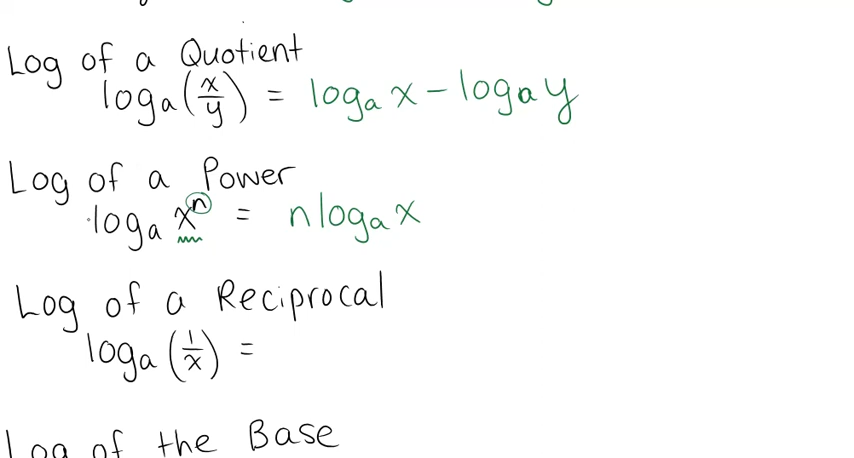 Log of a Quotient
logₐ(x/y) = logₐ x − logₐ y
Log of a Power
logₐ xⁿ = n logₐ x
Log of a Reciprocal
logₐ(1/x) =
Log of the Base